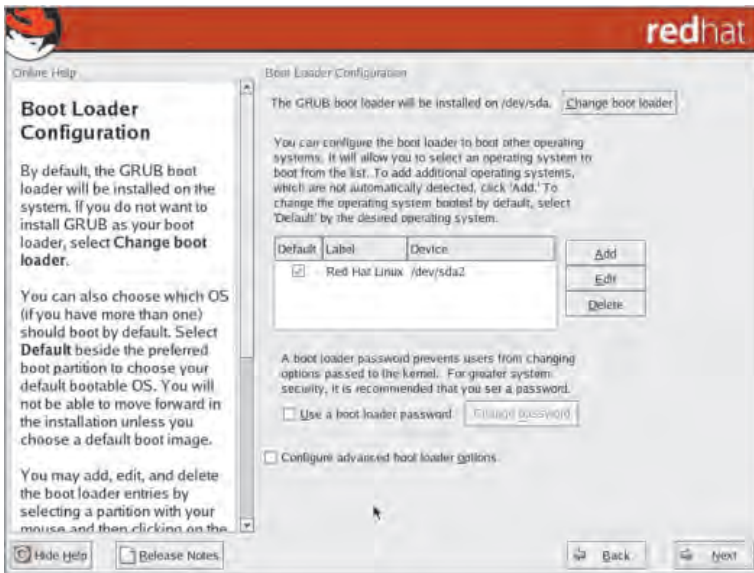 redhat
Online Help
Boot Loader
Configuration
By default, the GRUB boot
loader will be installed on the
system. If you do not want to
install GRUB as your boot
loader, select Change boot
loader.
You can also choose which OS
(if you have more than one)
should boot by default. Select
Default beside the preferred
boot partition to choose your
default bootable OS. You will
not be able to move forward in
the installation unless you
choose a default boot image.
You may add, edit, and delete
the boot loader entries by
selecting a partition with your
mouse and then clicking on the
Boot Loader Configuration
The GRUB boot loader will be installed on /dev/sda.
Change boot loader
You can configure the boot loader to boot other operating
systems. It will allow you to select an operating system to
boot from the list. To add additional operating systems,
which are not automatically detected, click 'Add.' To
change the operating system booted by default, select
'Default' by the desired operating system.
Default Label Device
Red Hat Linux /dev/sda2
Add
Edit
Delete
A boot loader password prevents users from changing
options passed to the kernel. For greater system
security, it is recommended that you set a password.
Use a boot loader password
Change password
Configure advanced boot loader options
Hide Help
Release Notes
Back
Next